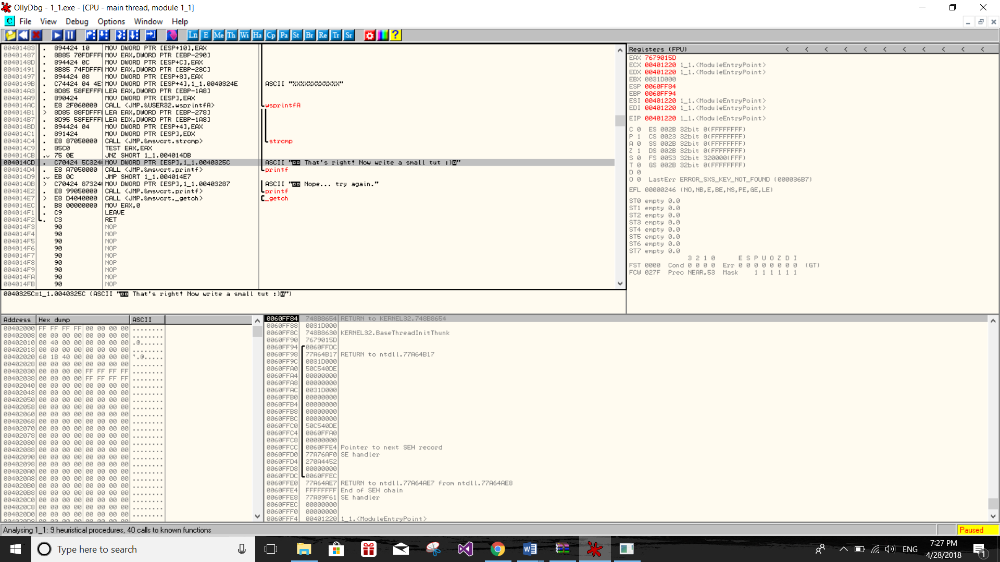 OllyDbg - 1_1.exe - [CPU - main thread, module 1_1]
C File View Debug Options Window Help
Ln E Me Th Wi Ha Cp Pa St Br Re Tr Sr ?
00401483 . 894424 10 MOV DWORD PTR [ESP+10],EAX
00401487 . 8B85 70FDFFFI MOV EAX,DWORD PTR [EBP-290]
0040148D . 894424 0C MOV DWORD PTR [ESP+C],EAX
00401491 . 8B85 74FDFFFI MOV EAX,DWORD PTR [EBP-28C]
00401497 . 894424 08 MOV DWORD PTR [ESP+8],EAX
0040149B . C74424 04 4E: MOV DWORD PTR [ESP+4],1_1.0040324E ASCII "%X%X%X%X%X%X"
004014A3 . 8D85 58FEFFFI LEA EAX,DWORD PTR [EBP-1A8]
004014A9 . 890424 MOV DWORD PTR [ESP],EAX
004014AC . E8 2F060000 CALL <JMP.&USER32.wsprintfA> wsprintfA
004014B1 > 8D85 88FDFFFI LEA EAX,DWORD PTR [EBP-278]
004014B7 . 8D95 58FEFFFI LEA EDX,DWORD PTR [EBP-1A8]
004014BD . 894424 04 MOV DWORD PTR [ESP+4],EAX
004014C1 . 891424 MOV DWORD PTR [ESP],EDX
004014C4 . E8 87050000 CALL <JMP.&msvcrt.strcmp> strcmp
004014C9 . 85C0 TEST EAX,EAX
004014CB . 75 0E JNZ SHORT 1_1.004014DB
004014CD . C70424 5C324( MOV DWORD PTR [ESP],1_1.0040325C ASCII " That's right! Now write a small tut :)"
004014D4 . E8 A7050000 CALL <JMP.&msvcrt.printf> printf
004014D9 . EB 0C JMP SHORT 1_1.004014E7
004014DB > C70424 87324( MOV DWORD PTR [ESP],1_1.00403287 ASCII " Nope... try again."
004014E2 . E8 99050000 CALL <JMP.&msvcrt.printf> printf
004014E7 > E8 D4040000 CALL <JMP.&msvcrt._getch> _getch
004014EC . B8 00000000 MOV EAX,0
004014F1 . C9 LEAVE
004014F2 . C3 RET
004014F3 90 NOP
004014F4 90 NOP
004014F5 90 NOP
004014F6 90 NOP
004014F7 90 NOP
004014F8 90 NOP
004014F9 90 NOP
004014FA 90 NOP
004014FB 90 NOP
0040325C=1_1.0040325C (ASCII " That's right! Now write a small tut :)")
Registers (FPU) < < < < < < < < < < <
EAX 7679015D
ECX 00401220 1_1.<ModuleEntryPoint>
EDX 00401220 1_1.<ModuleEntryPoint>
EBX 0031D000
ESP 0060FF84
EBP 0060FF94
ESI 00401220 1_1.<ModuleEntryPoint>
EDI 00401220 1_1.<ModuleEntryPoint>
EIP 00401220 1_1.<ModuleEntryPoint>
C 0 ES 002B 32bit 0(FFFFFFFF)
P 1 CS 0023 32bit 0(FFFFFFFF)
A 0 SS 002B 32bit 0(FFFFFFFF)
Z 1 DS 002B 32bit 0(FFFFFFFF)
S 0 FS 0053 32bit 320000(FFF)
T 0 GS 002B 32bit 0(FFFFFFFF)
D 0
O 0 LastErr ERROR_SXS_KEY_NOT_FOUND (000036B7)
EFL 00000246 (NO,NB,E,BE,NS,PE,GE,LE)
ST0 empty 0.0
ST1 empty 0.0
ST2 empty 0.0
ST3 empty 0.0
ST4 empty 0.0
ST5 empty 0.0
ST6 empty 0.0
ST7 empty 0.0
3 2 1 0 E S P U O Z D I
FST 0000 Cond 0 0 0 0 Err 0 0 0 0 0 0 0 0 (GT)
FCW 027F Prec NEAR,53 Mask 1 1 1 1 1 1
Address Hex dump ASCII
00402000 FF FF FF FF 00 00 00 00 ........
00402008 00 00 00 00 00 00 00 00 ........
00402010 00 40 00 00 00 00 00 00 .@......
00402018 00 00 00 00 00 00 00 00 ........
00402020 60 1B 40 00 00 00 00 00 `.@.....
00402028 00 00 00 00 00 00 00 00 ........
00402030 00 00 00 00 FF FF FF FF ........
00402038 00 00 00 00 FF FF FF FF ........
00402040 00 00 00 00 00 00 00 00 ........
00402048 00 00 00 00 00 00 00 00 ........
00402050 00 00 00 00 00 00 00 00 ........
00402058 00 00 00 00 00 00 00 00 ........
00402060 00 00 00 00 00 00 00 00 ........
00402068 00 00 00 00 00 00 00 00 ........
00402070 00 00 00 00 00 00 00 00 ........
00402078 00 00 00 00 00 00 00 00 ........
00402080 00 00 00 00 00 00 00 00 ........
00402088 00 00 00 00 00 00 00 00 ........
00402090 00 00 00 00 00 00 00 00 ........
00402098 00 00 00 00 00 00 00 00 ........
004020A0 00 00 00 00 00 00 00 00 ........
004020A8 00 00 00 00 00 00 00 00 ........
004020B0 00 00 00 00 00 00 00 00 ........
004020B8 00 00 00 00 00 00 00 00 ........
004020C0 00 00 00 00 00 00 00 00 ........
004020C8 00 00 00 00 00 00 00 00 ........
004020D0 00 00 00 00 00 00 00 00 ........
004020D8 00 00 00 00 00 00 00 00 ........
0060FF84 748B8654 RETURN to KERNEL32.748B8654
0060FF88 0031D000
0060FF8C 748B8630 KERNEL32.BaseThreadInitThunk
0060FF90 7679015D
0060FF94 0060FFDC
0060FF98 77A64B17 RETURN to ntdll.77A64B17
0060FF9C 0031D000
0060FFA0 50C540DE
0060FFA4 00000000
0060FFA8 00000000
0060FFAC 0031D000
0060FFB0 00000000
0060FFB4 00000000
0060FFB8 00000000
0060FFBC 00000000
0060FFC0 50C540DE
0060FFC4 0060FFA0
0060FFC8 00000000
0060FFCC 0060FFE4 Pointer to next SEH record
0060FFD0 77A76AF0 SE handler
0060FFD4 270A4452
0060FFD8 00000000
0060FFDC 0060FFEC
0060FFE0 77A64AE7 RETURN to ntdll.77A64AE7 from ntdll.77A64AE8
0060FFE4 FFFFFFFF End of SEH chain
0060FFE8 77A89F61 SE handler
0060FFEC 00000000
0060FFF0 00000000
0060FFF4 00401220 1_1.<ModuleEntryPoint>
Analysing 1_1: 9 heuristical procedures, 40 calls to known functions Paused
Type here to search
ENG
7:27 PM
4/28/2018
1